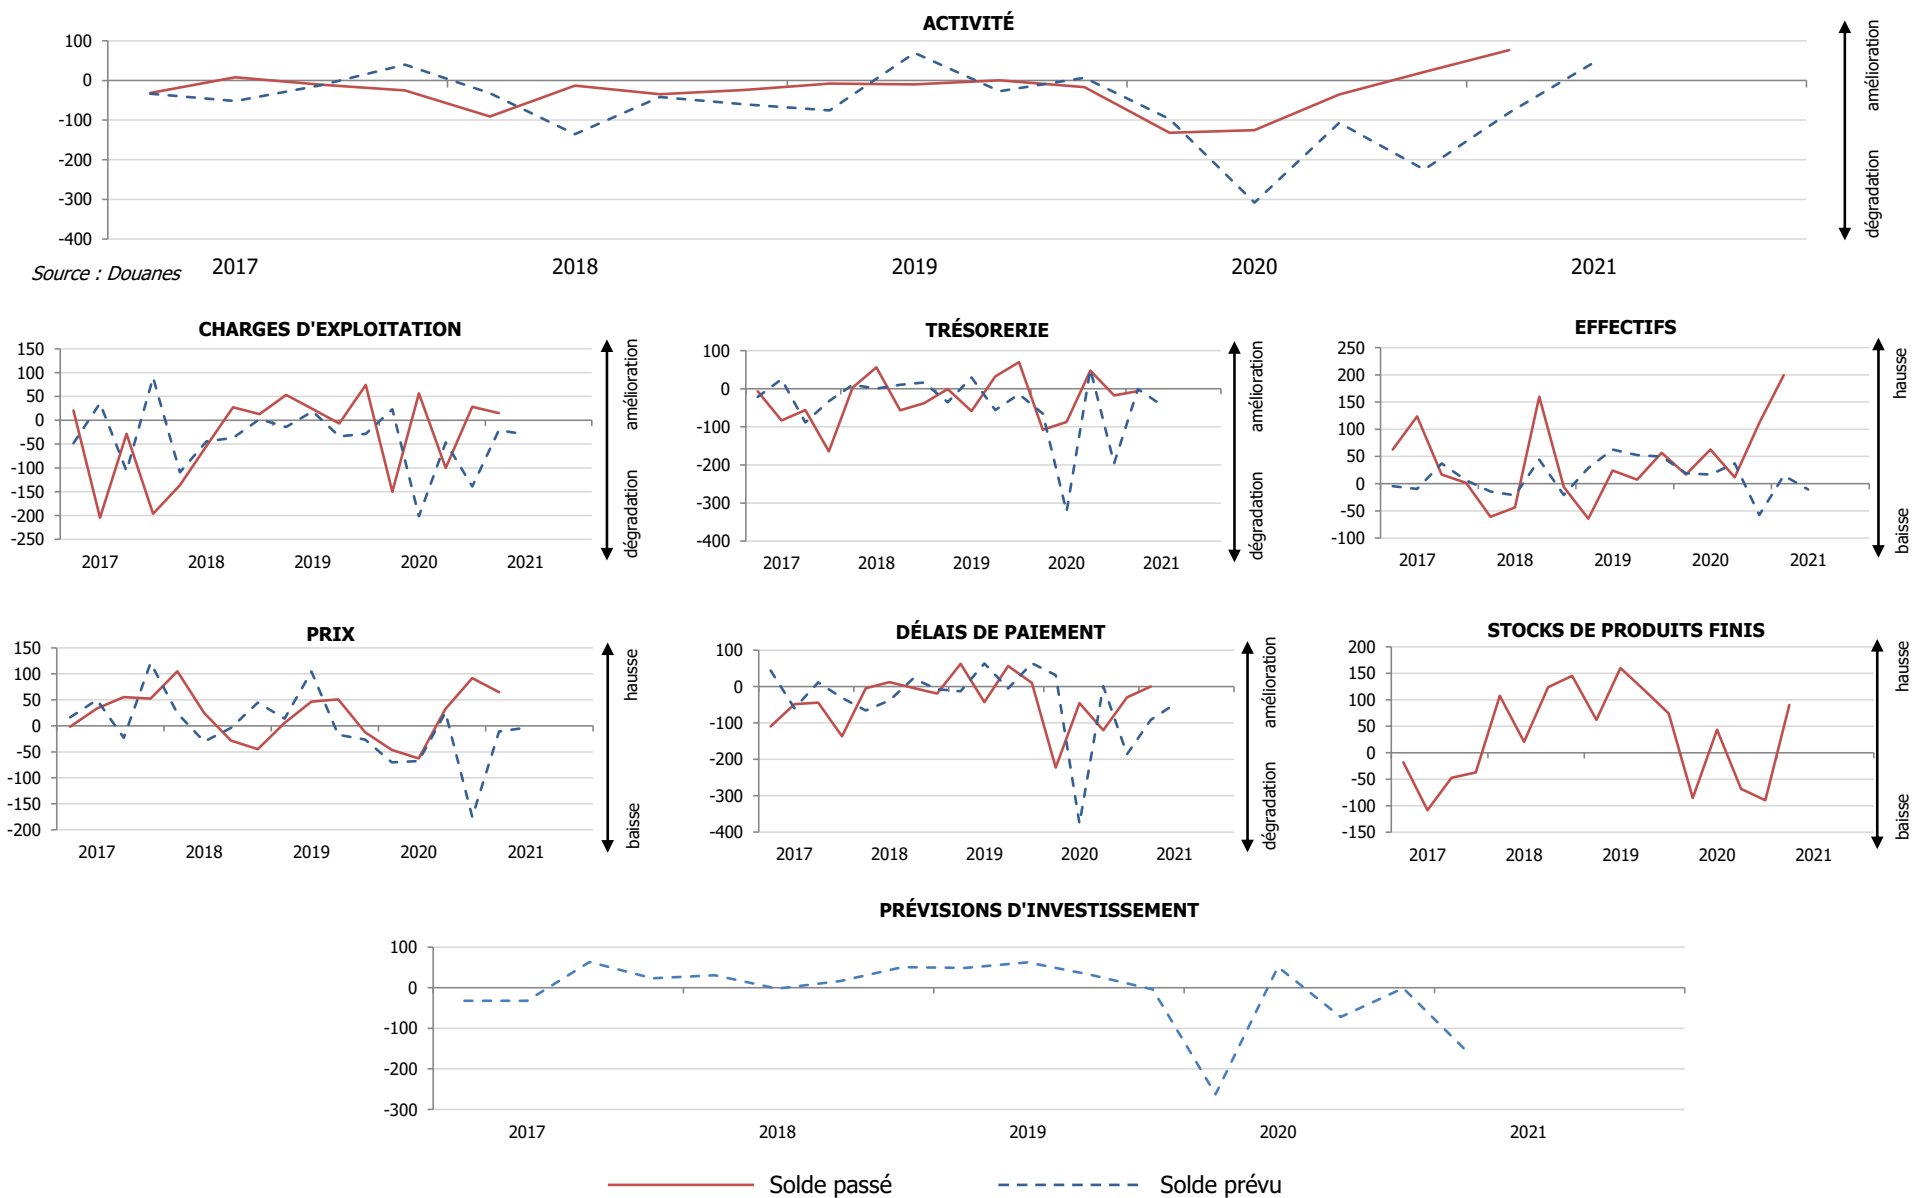 ACTIVITÉ
100
0
-100
-200
-300
-400
amélioration
dégradation
2017 2018 2019 2020 2021
Source : Douanes
CHARGES D'EXPLOITATION
150
100
50
0
-50
-100
-150
-200
-250
2017 2018 2019 2020 2021
amélioration
dégradation
TRÉSORERIE
100
0
-100
-200
-300
-400
2017 2018 2019 2020 2021
amélioration
dégradation
EFFECTIFS
250
200
150
100
50
0
-50
-100
2017 2018 2019 2020 2021
hausse
baisse
PRIX
150
100
50
0
-50
-100
-150
-200
2017 2018 2019 2020 2021
hausse
baisse
DÉLAIS DE PAIEMENT
100
0
-100
-200
-300
-400
2017 2018 2019 2020 2021
amélioration
dégradation
STOCKS DE PRODUITS FINIS
200
150
100
50
0
-50
-100
-150
2017 2018 2019 2020 2021
hausse
baisse
PRÉVISIONS D'INVESTISSEMENT
100
0
-100
-200
-300
2017 2018 2019 2020 2021
Solde passé Solde prévu